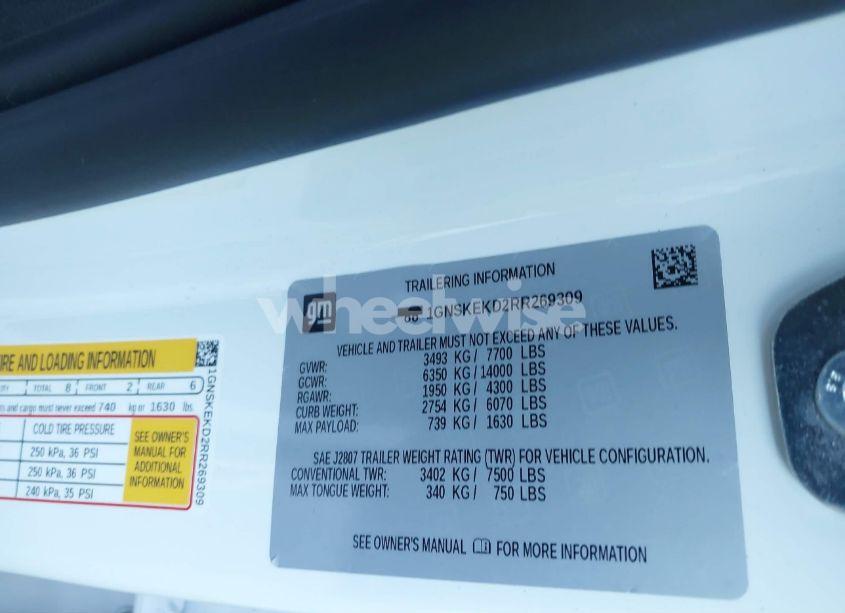 TRAILERING INFORMATION
gm
1GNSKEKD2RR269309
VEHICLE AND TRAILER MUST NOT EXCEED ANY OF THESE VALUES.
GVWR: 3493 KG / 7700 LBS
GCWR: 6350 KG / 14000 LBS
RGAWR: 1950 KG / 4300 LBS
CURB WEIGHT: 2754 KG / 6070 LBS
MAX PAYLOAD: 739 KG / 1630 LBS
SAE J2807 TRAILER WEIGHT RATING (TWR) FOR VEHICLE CONFIGURATION.
CONVENTIONAL TWR: 3402 KG / 7500 LBS
MAX TONGUE WEIGHT: 340 KG / 750 LBS
SEE OWNER'S MANUAL FOR MORE INFORMATION
AND LOADING INFORMATION
TOTAL 8 FRONT 2 REAR 6
and cargo must never exceed 740 kg or 1630 lbs.
COLD TIRE PRESSURE
250 kPa, 36 PSI
250 kPa, 36 PSI
240 kPa, 35 PSI
SEE OWNER'S
MANUAL FOR
ADDITIONAL
INFORMATION
1GNSKEKD2RR269309
wheelwise